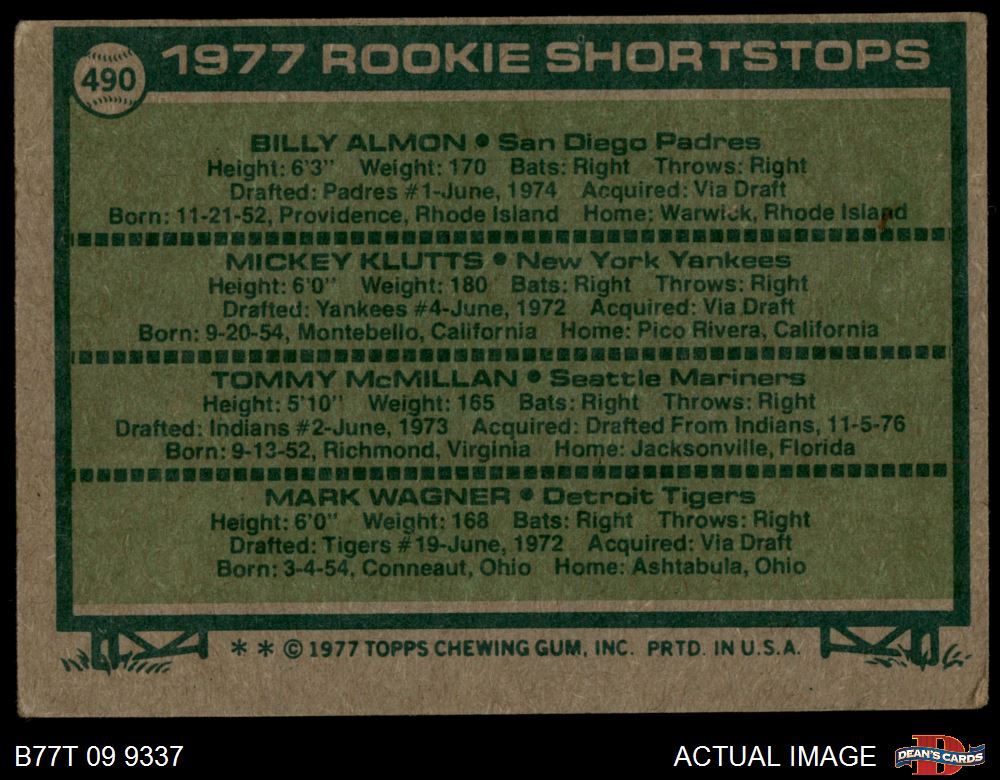 490 1977 ROOKIE SHORTSTOPS
BILLY ALMON • San Diego Padres
Height: 6'3" Weight: 170 Bats: Right Throws: Right
Drafted: Padres #1-June, 1974 Acquired: Via Draft
Born: 11-21-52, Providence, Rhode Island Home: Warwick, Rhode Island
MICKEY KLUTTS • New York Yankees
Height: 6'0" Weight: 180 Bats: Right Throws: Right
Drafted: Yankees #4-June, 1972 Acquired: Via Draft
Born: 9-20-54, Montebello, California Home: Pico Rivera, California
TOMMY McMILLAN • Seattle Mariners
Height: 5'10" Weight: 165 Bats: Right Throws: Right
Drafted: Indians #2-June, 1973 Acquired: Drafted From Indians, 11-5-76
Born: 9-13-52, Richmond, Virginia Home: Jacksonville, Florida
MARK WAGNER • Detroit Tigers
Height: 6'0" Weight: 168 Bats: Right Throws: Right
Drafted: Tigers #19-June, 1972 Acquired: Via Draft
Born: 3-4-54, Conneaut, Ohio Home: Ashtabula, Ohio
* * © 1977 TOPPS CHEWING GUM, INC. PRTD. IN U.S.A.
B77T 09 9337 ACTUAL IMAGE D DEAN'S CARDS